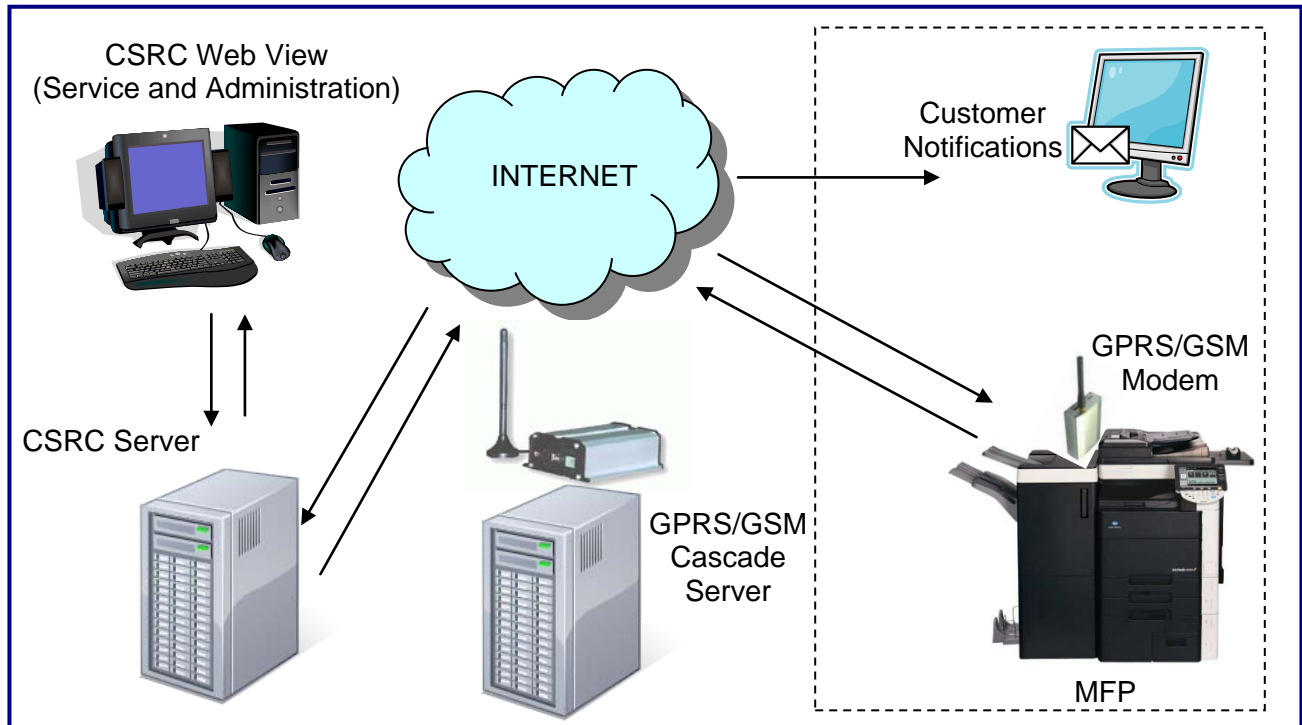 CSRC Web View
(Service and Administration)
INTERNET
Customer
Notifications
GPRS/GSM
Modem
CSRC Server
GPRS/GSM
Cascade
Server
MFP